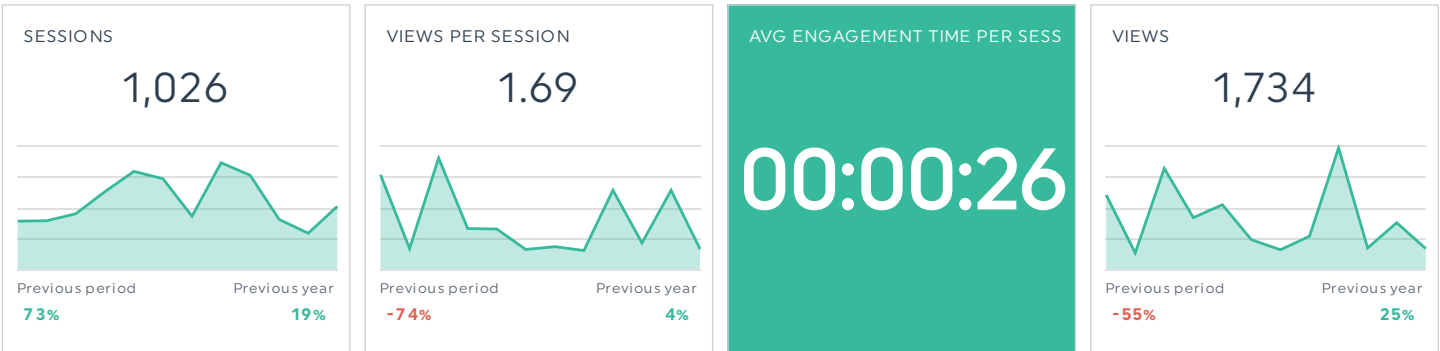 SESSIONS
1,026
Previous period
Previous year
73%
19%
VIEWS PER SESSION
1.69
Previous period
Previous year
-74%
4%
AVG ENGAGEMENT TIME PER SESS
00:00:26
VIEWS
1,734
Previous period
Previous year
-55%
25%